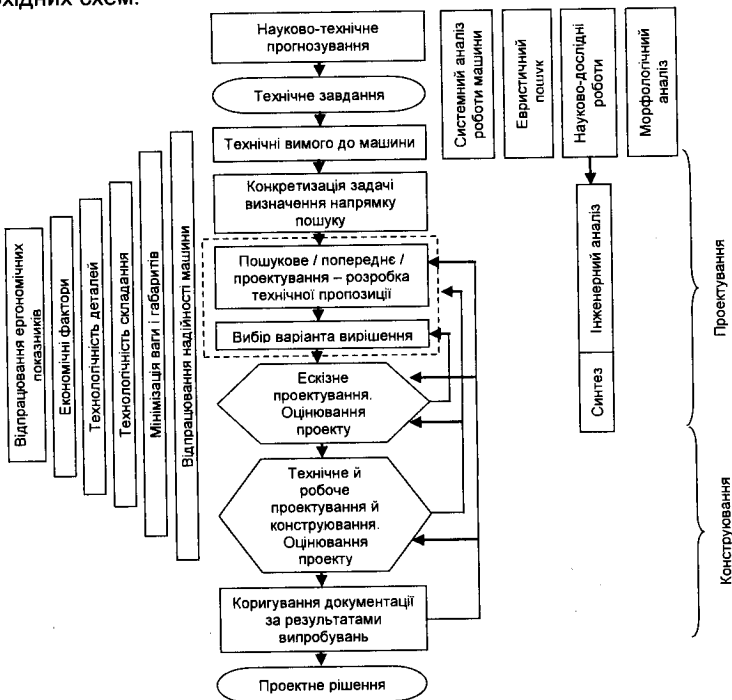 хідних схем.
Науково-технічне
прогнозування
Технічне завдання
Технічні вимого до машини
Конкретизація задачі
визначення напрямку
пошуку
Пошукове / попереднє /
проектування – розробка
технічної пропозиції
Вибір варіанта вирішення
Ескізне
проектування.
Оцінювання
проекту
Технічне й
робоче
проектування й
конструювання.
Оцінювання
проекту
Коригування документації
за результатами
випробувань
Проектне рішення
Відпрацювання ергономічних
показників
Економічні фактори
Технологічність деталей
Технологічність складання
Мінімізація ваги і габаритів
Відпрацювання надійності машини
Системний аналіз
роботи машини
Евристичний
пошук
Науково-дослідні
роботи
Морфологічний
аналіз
Інженерний аналіз
Синтез
Проектування
Конструювання